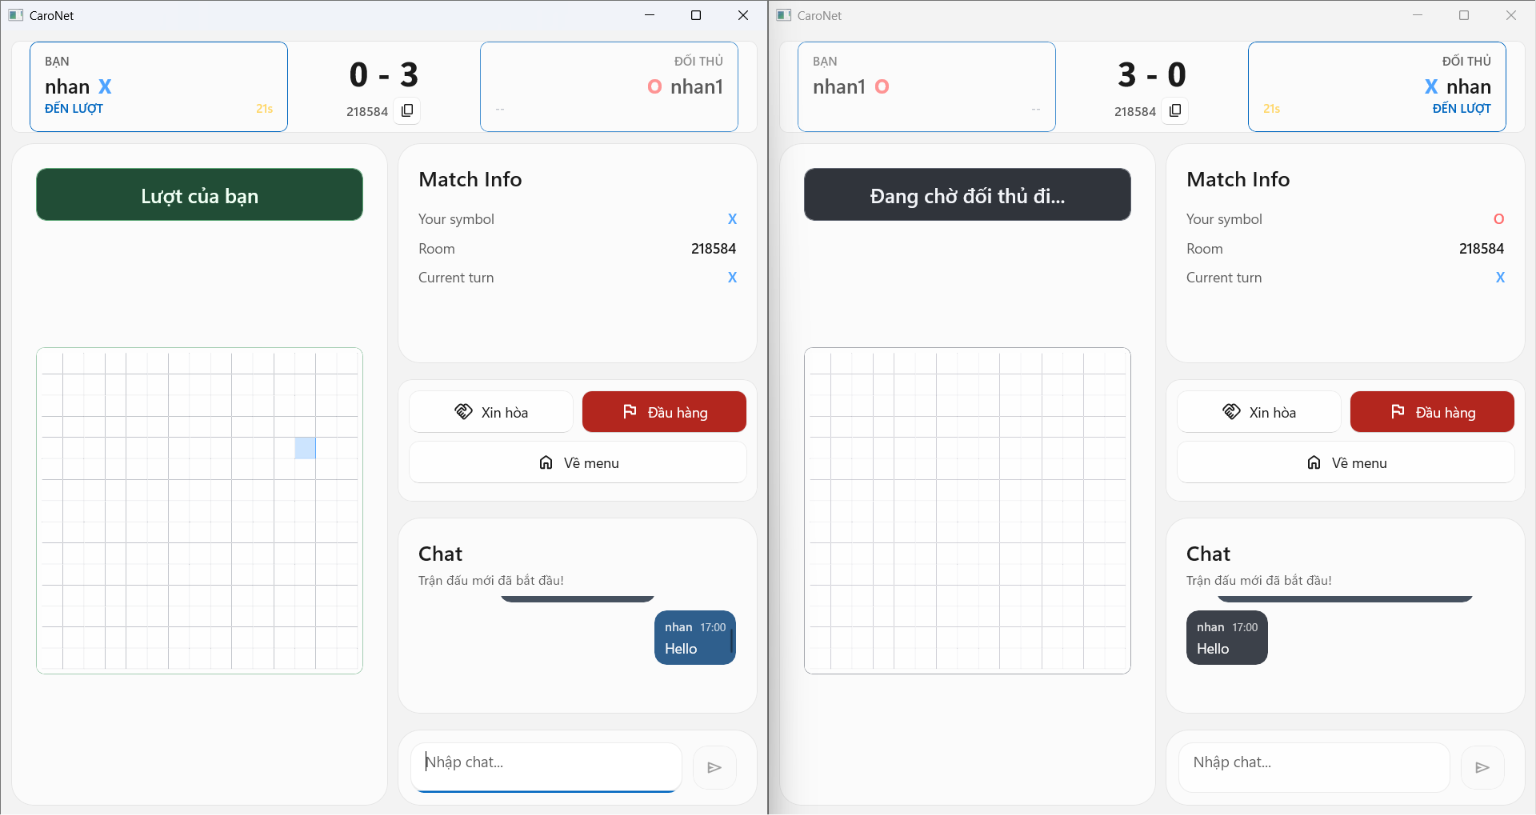 CaroNet
BẠN
nhan X
ĐẾN LƯỢT 21s
0 - 3
218584
ĐỐI THỦ
O nhan1
--
Lượt của bạn
Match Info
Your symbol X
Room 218584
Current turn X
Xin hòa
Đầu hàng
Về menu
Chat
Trận đấu mới đã bắt đầu!
nhan 17:00
Hello
Nhập chat...
CaroNet
BẠN
nhan1 O
--
3 - 0
218584
ĐỐI THỦ
X nhan
21s ĐẾN LƯỢT
Đang chờ đối thủ đi...
Match Info
Your symbol O
Room 218584
Current turn X
Xin hòa
Đầu hàng
Về menu
Chat
Trận đấu mới đã bắt đầu!
nhan 17:00
Hello
Nhập chat...